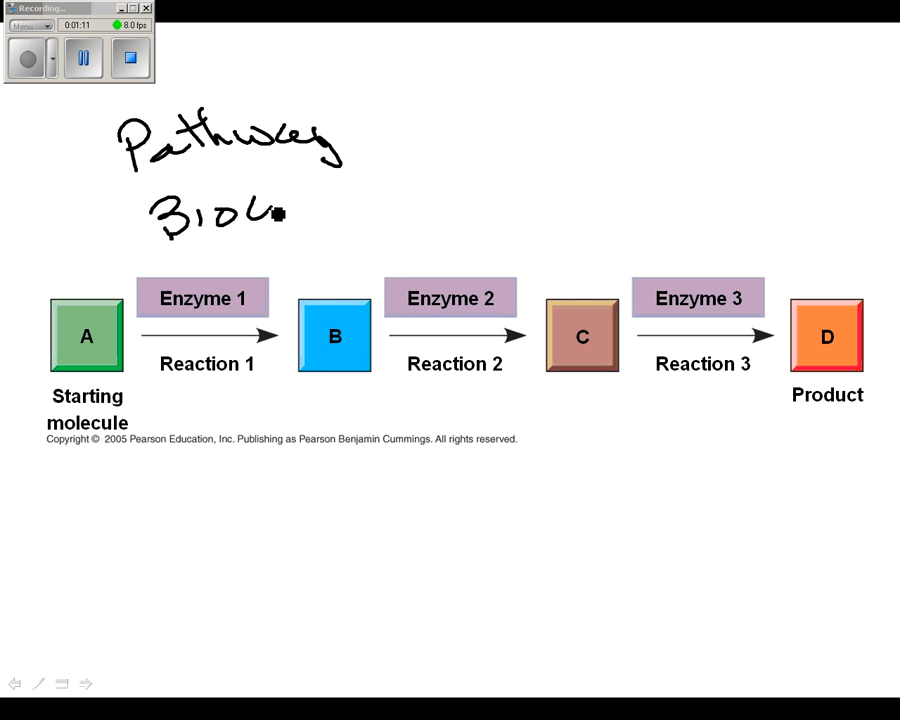 Recording...
Menu
0:01:11
8.0 fps
Pathway
Enzyme 1
Enzyme 2
Enzyme 3
A
B
C
D
Reaction 1
Reaction 2
Reaction 3
Starting
molecule
Product
Copyright © 2005 Pearson Education, Inc. Publishing as Pearson Benjamin Cummings. All rights reserved.